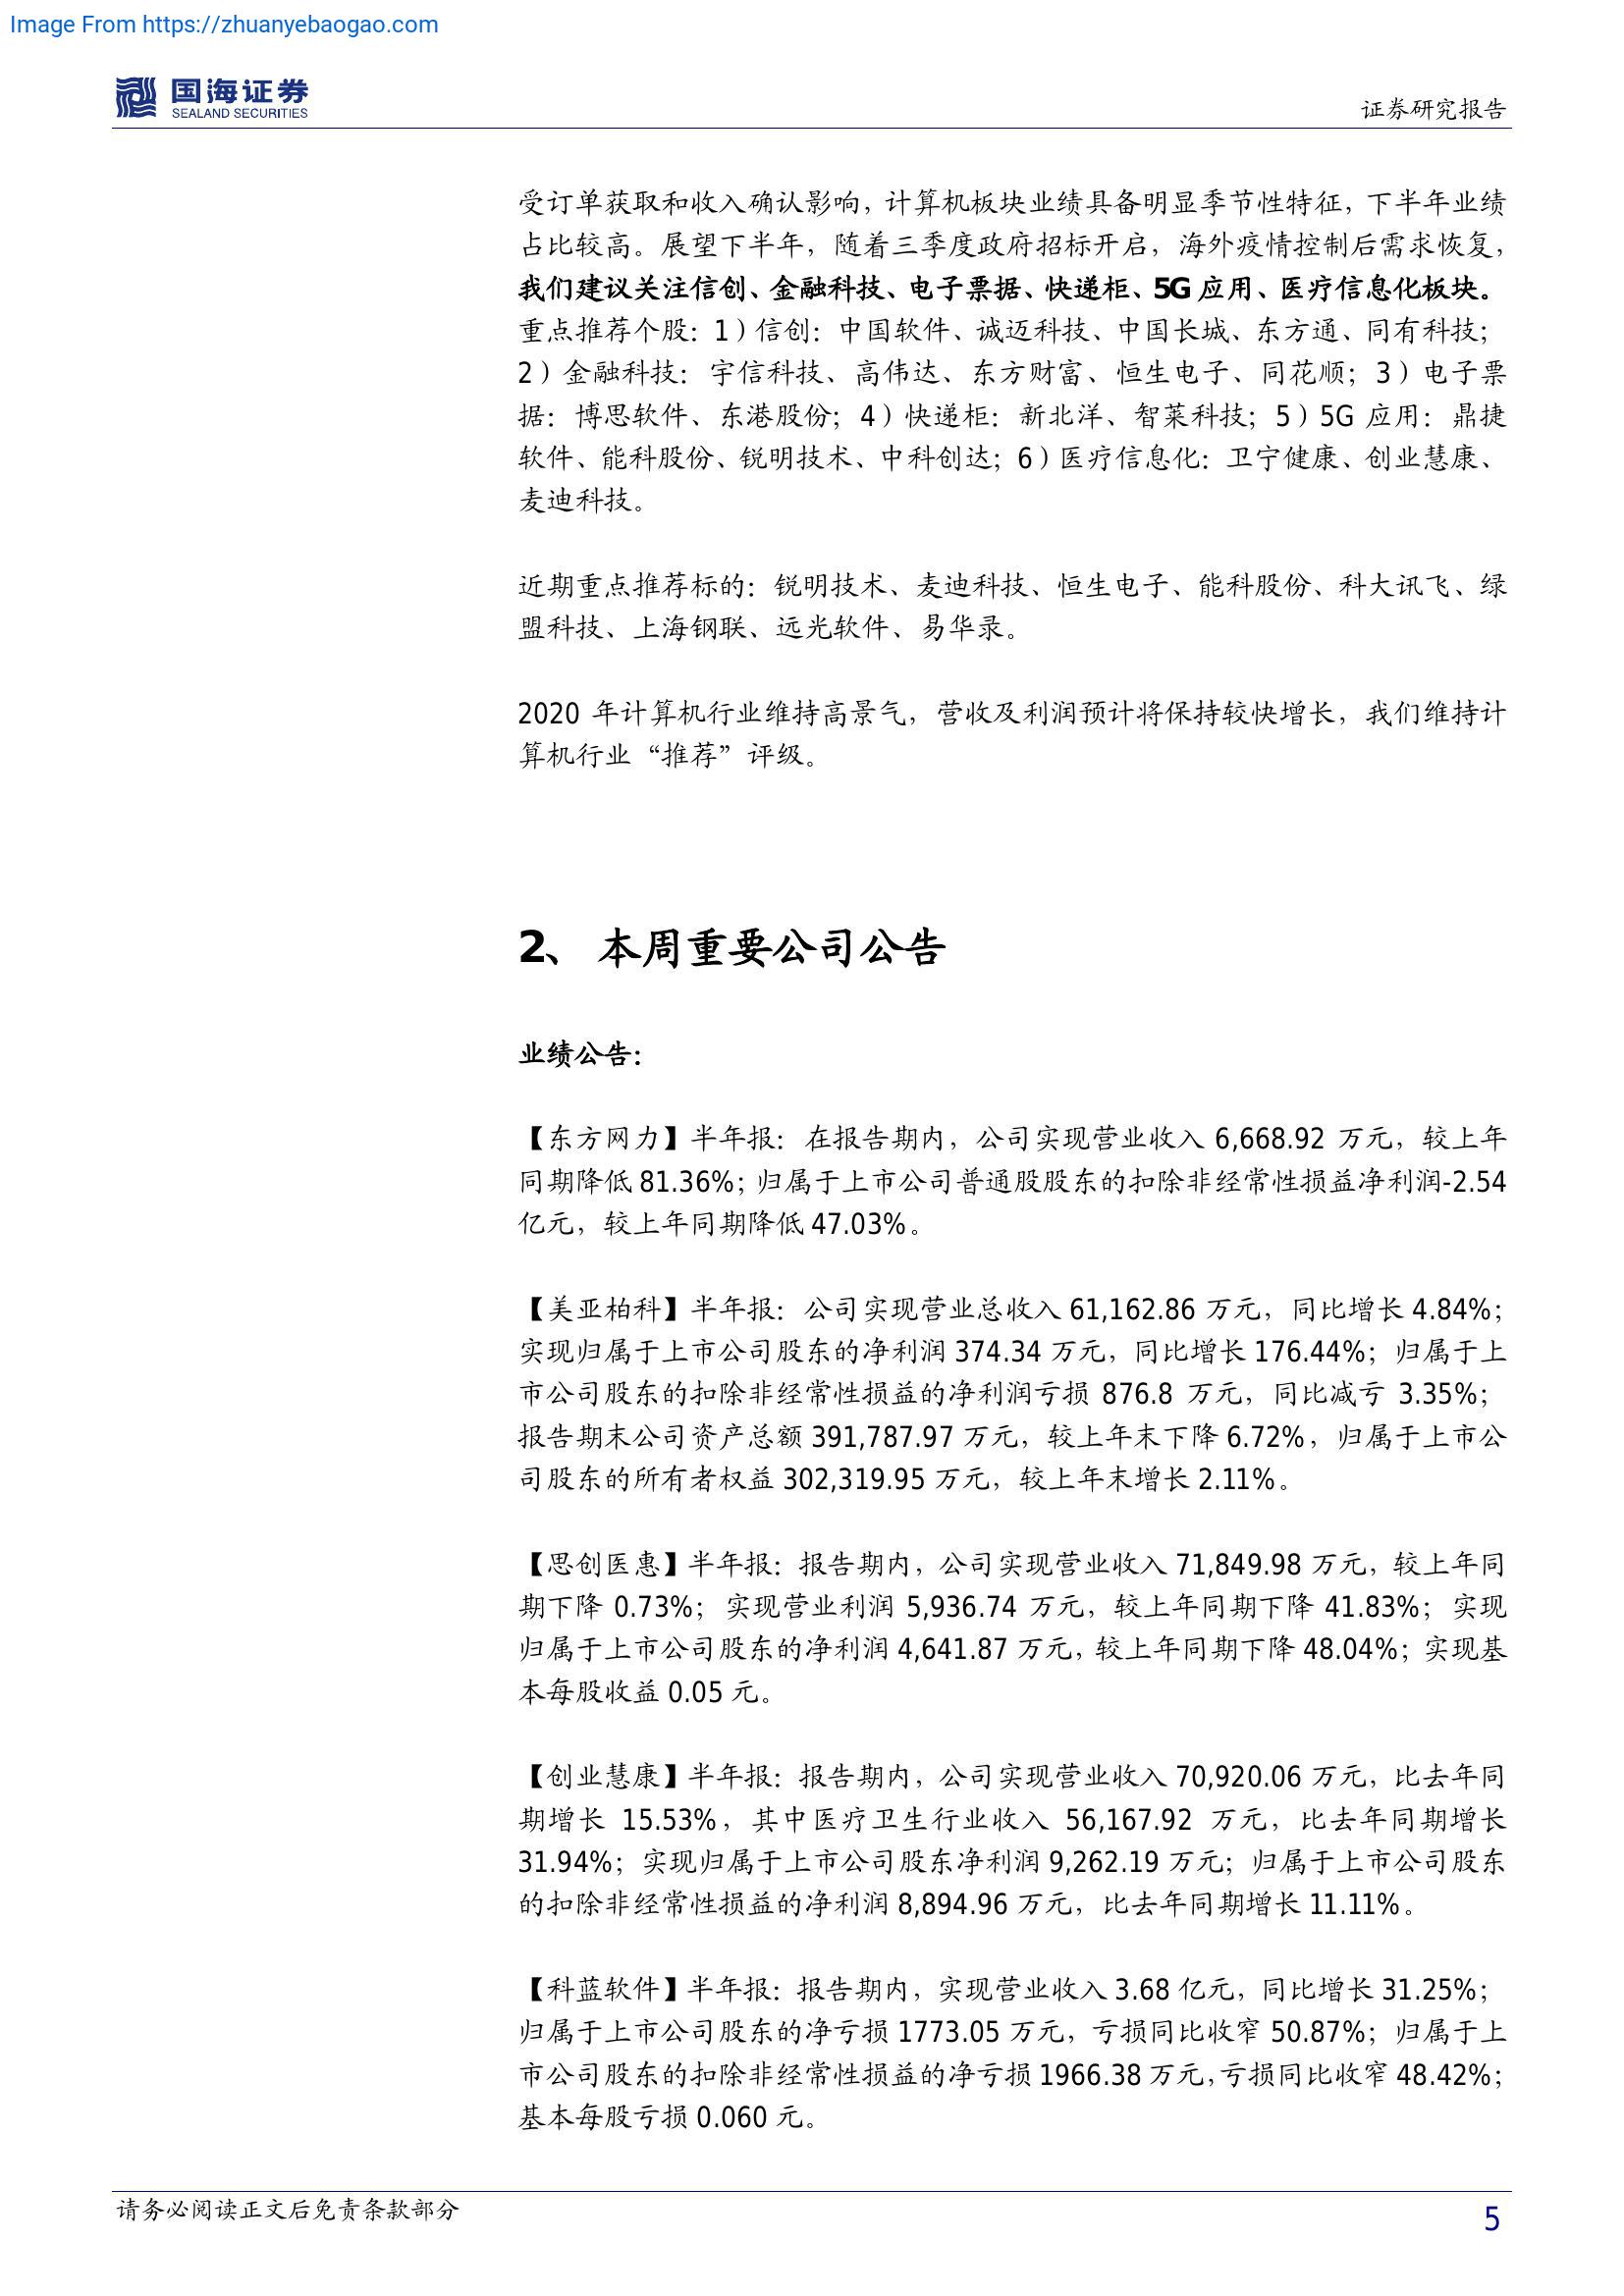 Image From https://zhuanyebaogao.com
国海证券
SEALAND SECURITIES
证券研究报告
受订单获取和收入确认影响，计算机板块业绩具备明显季节性特征，下半年业绩
占比较高。展望下半年，随着三季度政府招标开启，海外疫情控制后需求恢复，
我们建议关注信创、金融科技、电子票据、快递柜、5G 应用、医疗信息化板块。
重点推荐个股：1）信创：中国软件、诚迈科技、中国长城、东方通、同有科技；
2）金融科技：宇信科技、高伟达、东方财富、恒生电子、同花顺；3）电子票
据：博思软件、东港股份；4）快递柜：新北洋、智莱科技；5）5G 应用：鼎捷
软件、能科股份、锐明技术、中科创达；6）医疗信息化：卫宁健康、创业慧康、
麦迪科技。
近期重点推荐标的：锐明技术、麦迪科技、恒生电子、能科股份、科大讯飞、绿
盟科技、上海钢联、远光软件、易华录。
2020 年计算机行业维持高景气，营收及利润预计将保持较快增长，我们维持计
算机行业“推荐”评级。
2、 本周重要公司公告
业绩公告：
【东方网力】半年报：在报告期内，公司实现营业收入 6,668.92 万元，较上年
同期降低 81.36%；归属于上市公司普通股股东的扣除非经常性损益净利润-2.54
亿元，较上年同期降低 47.03%。
【美亚柏科】半年报：公司实现营业总收入 61,162.86 万元，同比增长 4.84%；
实现归属于上市公司股东的净利润 374.34 万元，同比增长 176.44%；归属于上
市公司股东的扣除非经常性损益的净利润亏损 876.8 万元，同比减亏 3.35%；
报告期末公司资产总额 391,787.97 万元，较上年末下降 6.72%，归属于上市公
司股东的所有者权益 302,319.95 万元，较上年末增长 2.11%。
【思创医惠】半年报：报告期内，公司实现营业收入 71,849.98 万元，较上年同
期下降 0.73%；实现营业利润 5,936.74 万元，较上年同期下降 41.83%；实现
归属于上市公司股东的净利润 4,641.87 万元，较上年同期下降 48.04%；实现基
本每股收益 0.05 元。
【创业慧康】半年报：报告期内，公司实现营业收入 70,920.06 万元，比去年同
期增长 15.53%，其中医疗卫生行业收入 56,167.92 万元，比去年同期增长
31.94%；实现归属于上市公司股东净利润 9,262.19 万元；归属于上市公司股东
的扣除非经常性损益的净利润 8,894.96 万元，比去年同期增长 11.11%。
【科蓝软件】半年报：报告期内，实现营业收入 3.68 亿元，同比增长 31.25%；
归属于上市公司股东的净亏损 1773.05 万元，亏损同比收窄 50.87%；归属于上
市公司股东的扣除非经常性损益的净亏损 1966.38 万元，亏损同比收窄 48.42%；
基本每股亏损 0.060 元。
请务必阅读正文后免责条款部分
5